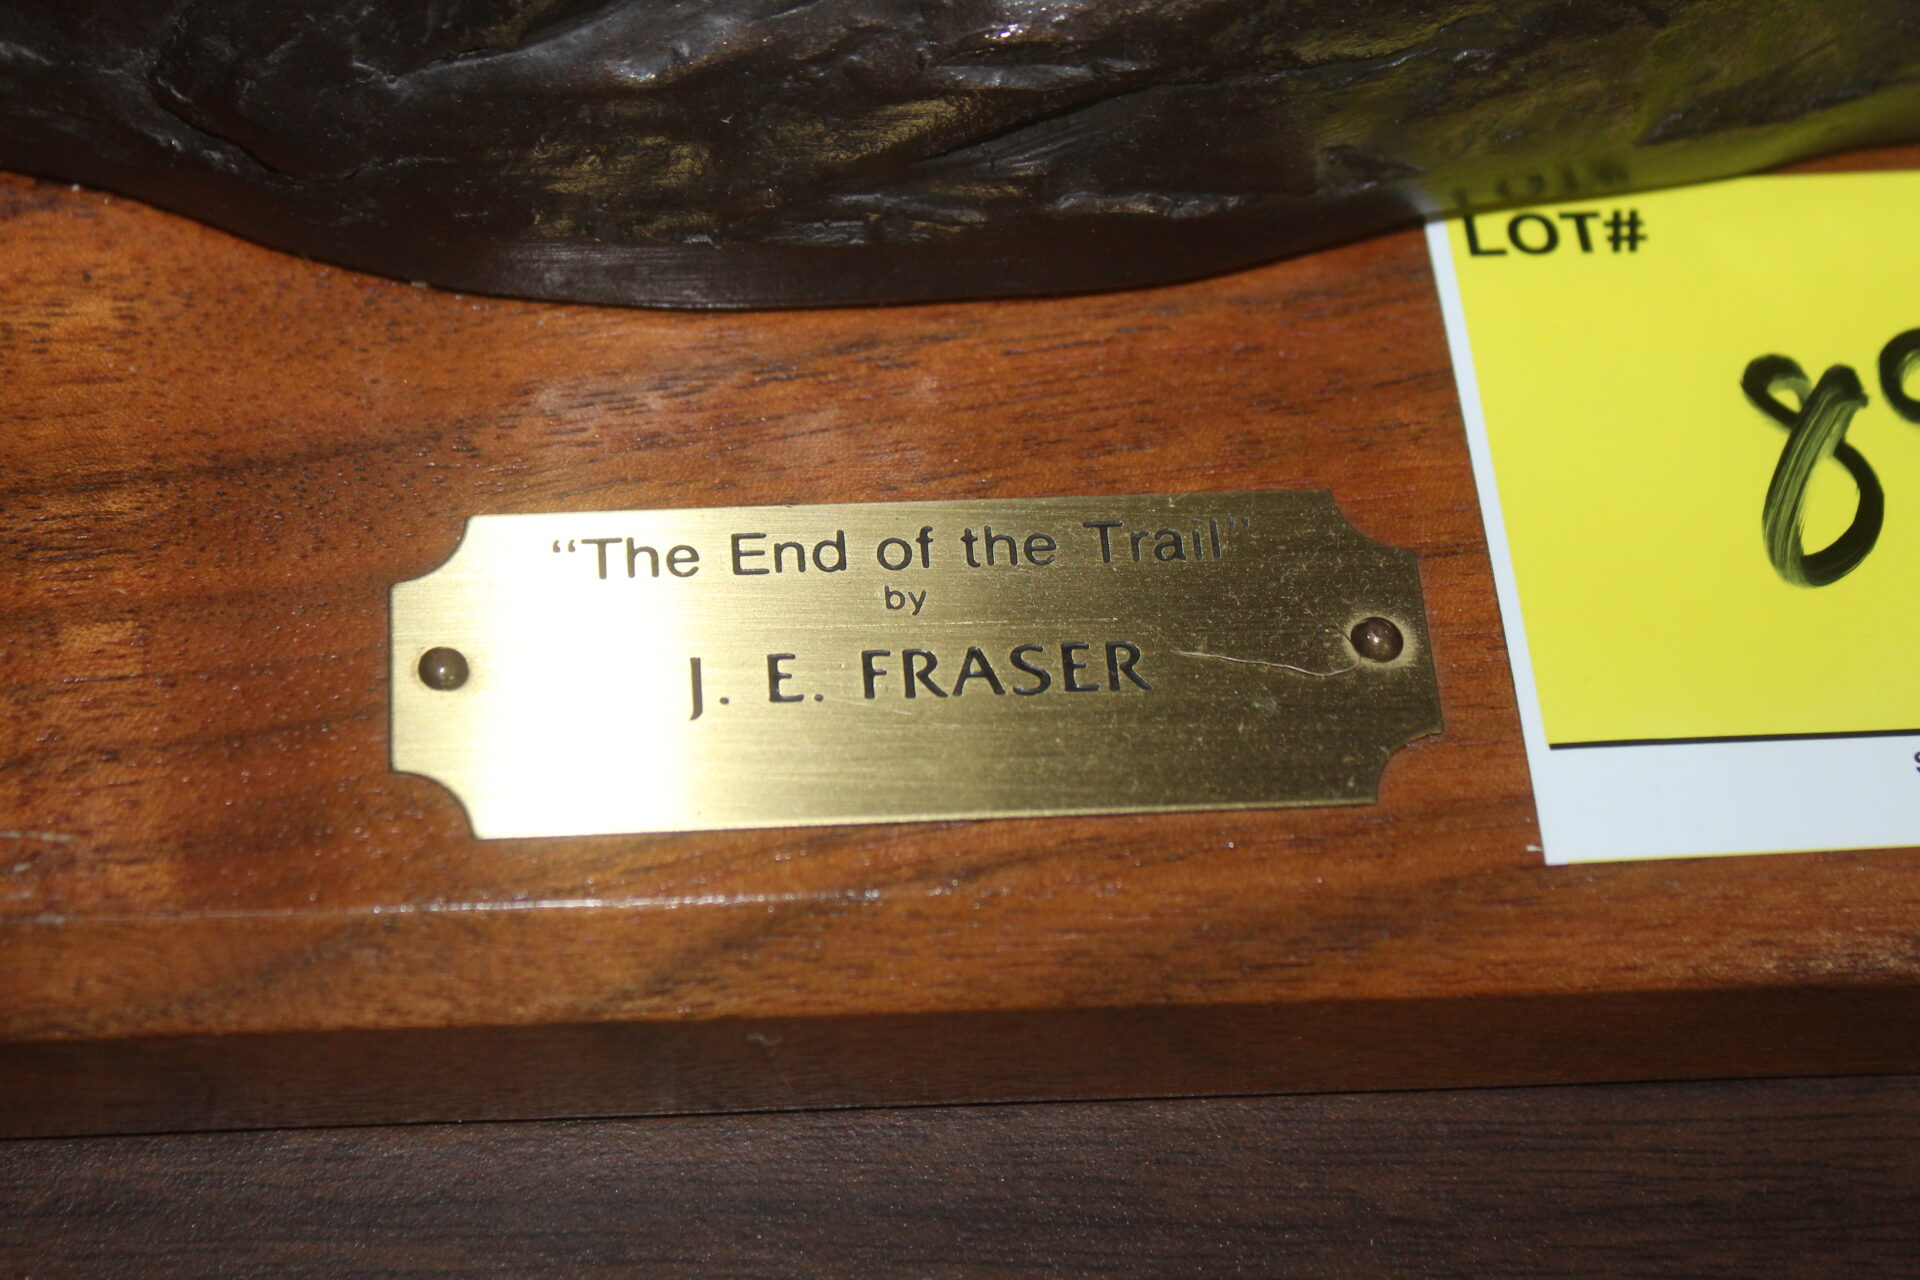 LOT#
8
"The End of the Trail"
by
J. E. FRASER